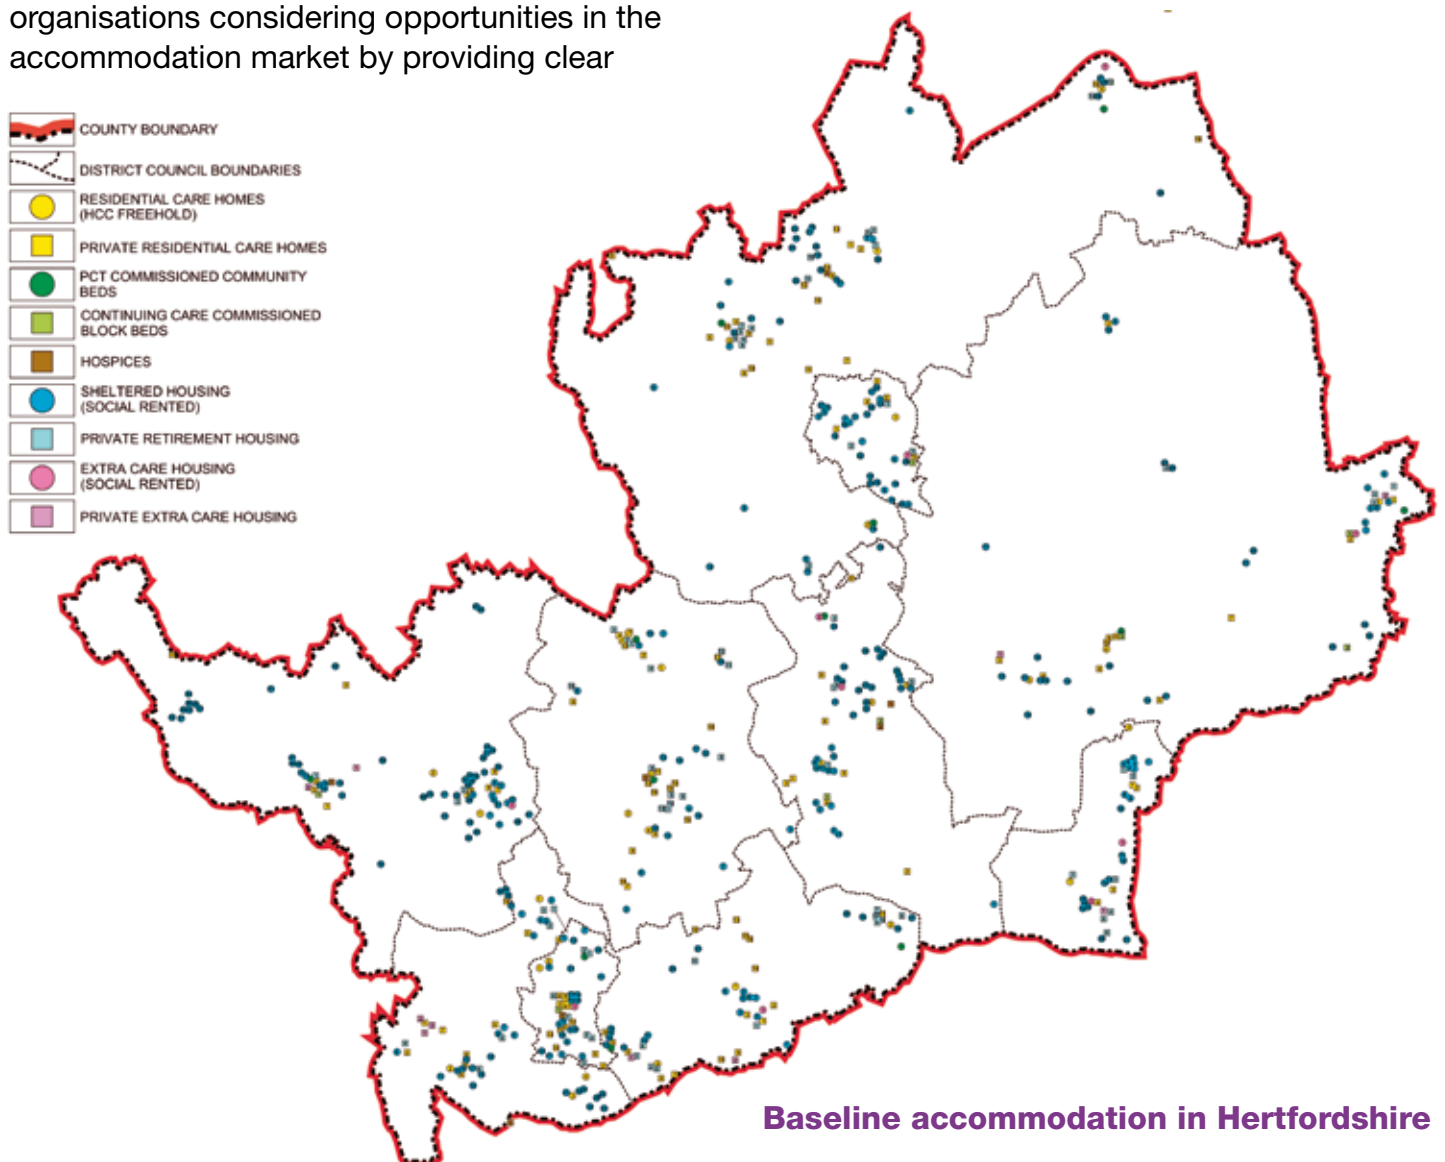 organisations considering opportunities in the
accommodation market by providing clear
COUNTY BOUNDARY
DISTRICT COUNCIL BOUNDARIES
RESIDENTIAL CARE HOMES
(HCC FREEHOLD)
PRIVATE RESIDENTIAL CARE HOMES
PCT COMMISSIONED COMMUNITY
BEDS
CONTINUING CARE COMMISSIONED
BLOCK BEDS
HOSPICES
SHELTERED HOUSING
(SOCIAL RENTED)
PRIVATE RETIREMENT HOUSING
EXTRA CARE HOUSING
(SOCIAL RENTED)
PRIVATE EXTRA CARE HOUSING
Baseline accommodation in Hertfordshire